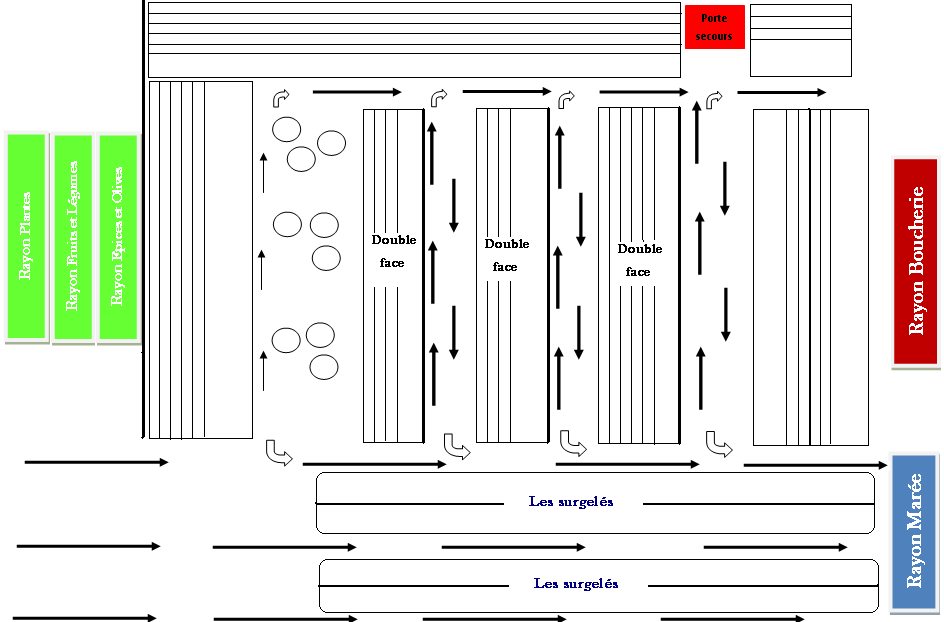 Porte
secours
Rayon Plantes
Rayon Fruits et Légumes
Rayon Epices et Olives
Double
face
Double
face
Double
face
Rayon Boucherie
Les surgelés
Les surgelés
Rayon Marée